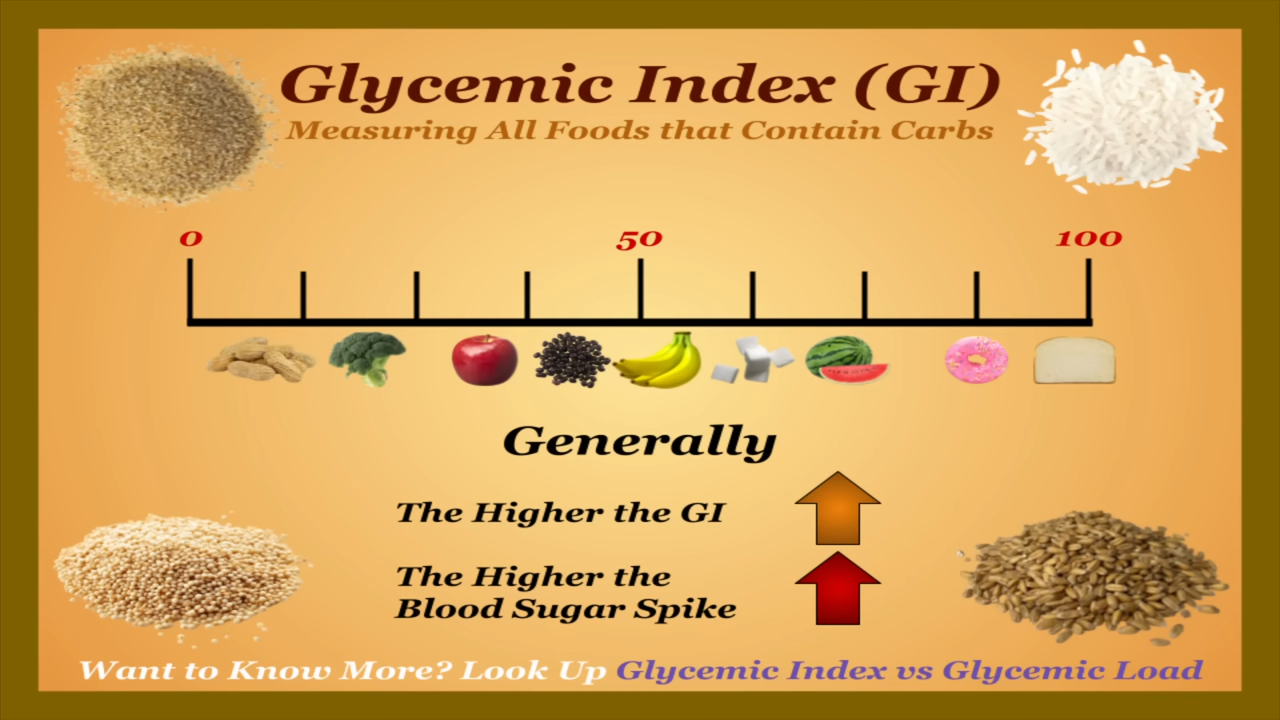 Glycemic Index (GI)
Measuring All Foods that Contain Carbs
0 50 100
Generally
The Higher the GI
The Higher the
Blood Sugar Spike
Want to Know More? Look Up Glycemic Index vs Glycemic Load